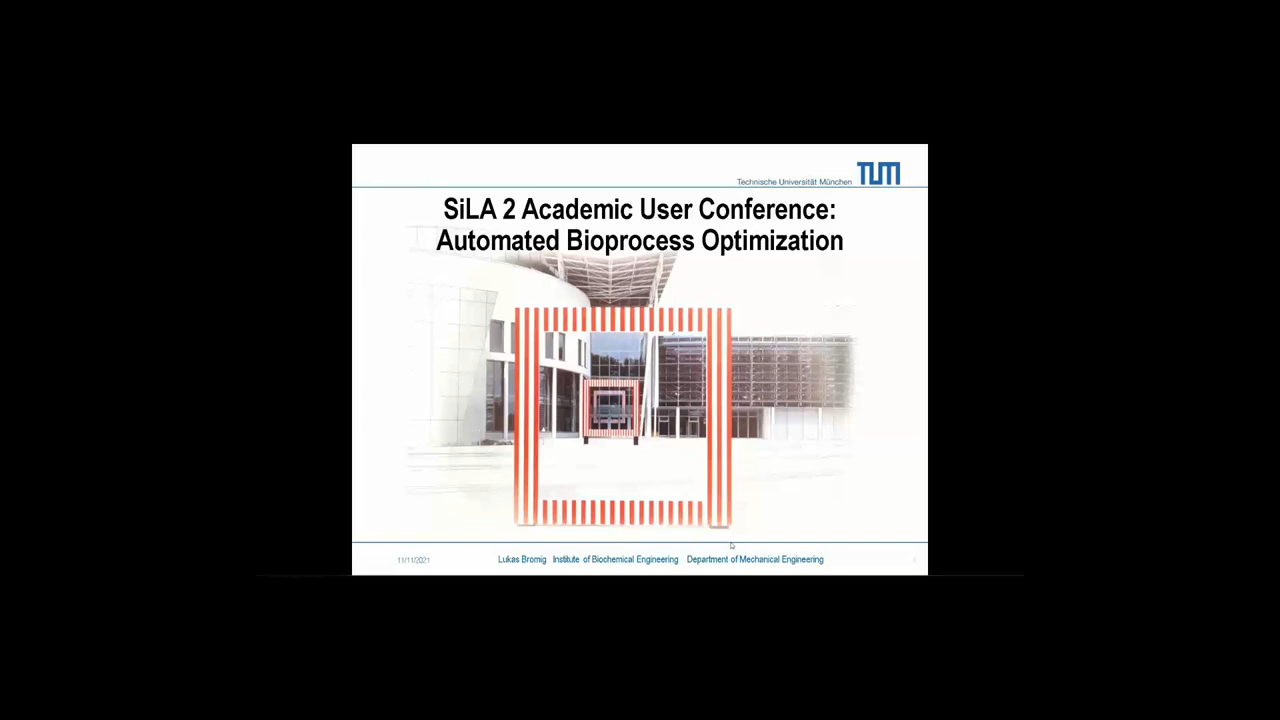 Technische Universität München TUM
SiLA 2 Academic User Conference:
Automated Bioprocess Optimization
11/11/2021 Lukas Bromig Institute of Biochemical Engineering Department of Mechanical Engineering